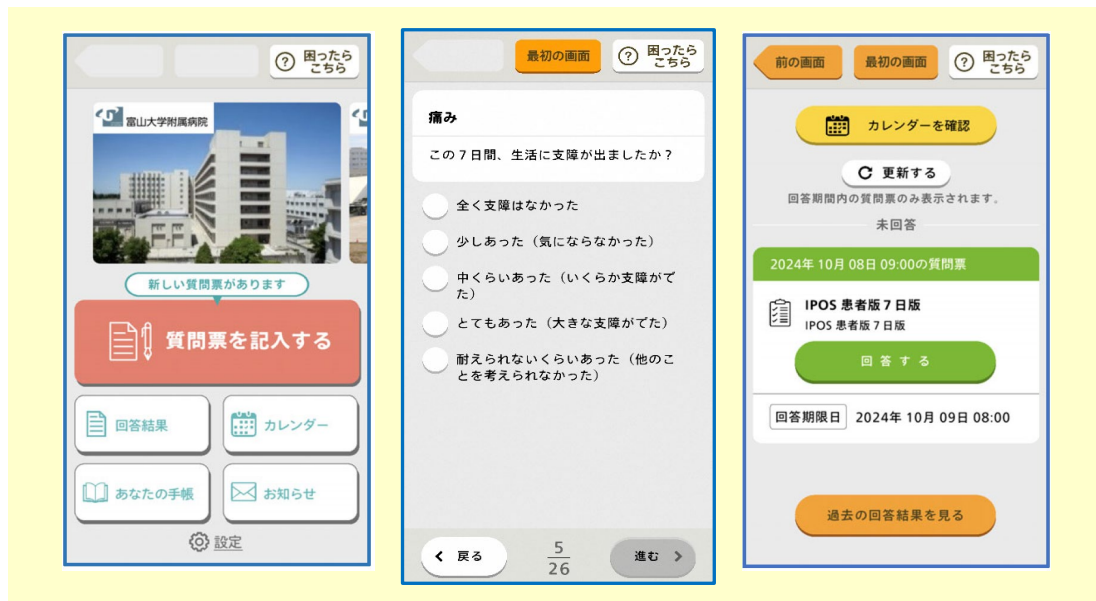 困ったら
こちら
富山大学附属病院
新しい質問票があります
質問票を記入する
回答結果
カレンダー
あなたの手帳
お知らせ
設定
最初の画面
困ったら
こちら
痛み
この7日間、生活に支障が出ましたか?
全く支障はなかった
少しあった(気にならなかった)
中くらいあった(いくらか支障がで
た)
とてもあった(大きな支障がでた)
耐えられないくらいあった(他のこ
とを考えられなかった)
戻る
5
26
進む
前の画面
最初の画面
困ったら
こちら
カレンダーを確認
更新する
回答期間内の質問票のみ表示されます。
未回答
2024年 10月 08日 09:00の質問票
IPOS 患者版7日版
IPOS 患者版7日版
回答する
回答期限日 2024年 10月 09日 08:00
過去の回答結果を見る